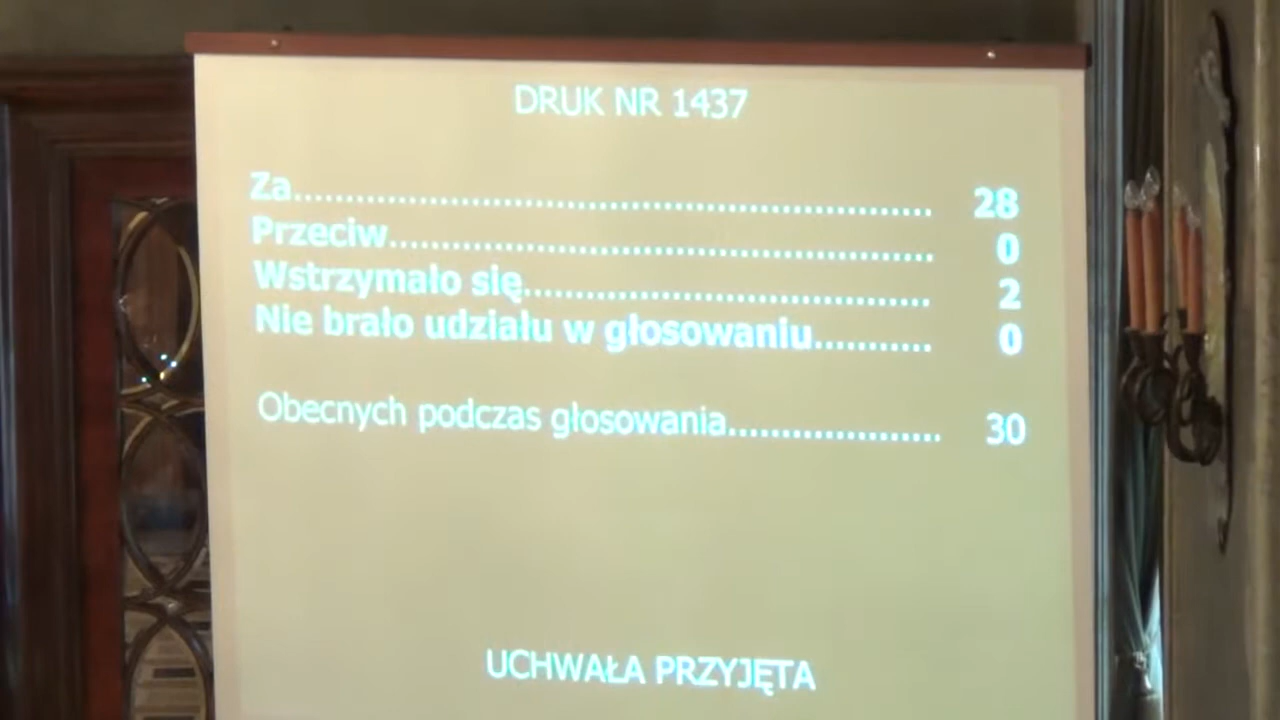 DRUK NR 1437
Za.......................................................................... 28
Przeciw............................................................... 0
Wstrzymało się............................................... 2
Nie brało udziału w głosowaniu............ 0
Obecnych podczas głosowania................... 30
UCHWAŁA PRZYJĘTA